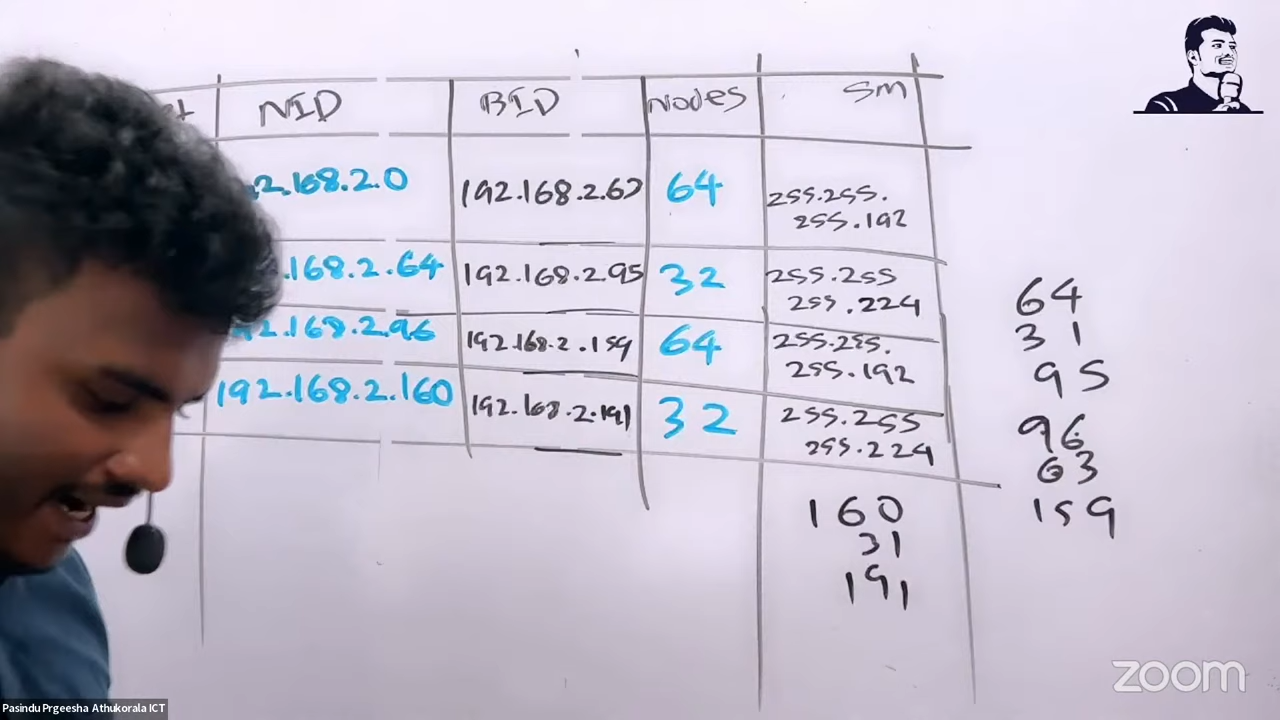 NID BID Nodes SM
2.168.2.0 192.168.2.63 64 255.255.
255.192
.168.2.64 192.168.2.95 32 255.255
255.224
192.168.2.96 192.168.2.159 64 255.255.
255.192
192.168.2.160 192.168.2.191 32 255.255
255.224
64
31
95
96
63
159
160
31
191
zoom
Pasindu Prgeesha Athukorala ICT